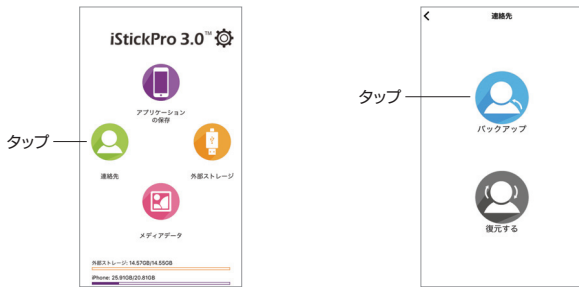 iStickPro 3.0™
アプリケーション
の保存
タップ
連絡先
外部ストレージ
メディアデータ
外部ストレージ: 14.57GB/14.55GB
iPhone: 25.91GB/20.81GB
連絡先
タップ
バックアップ
復元する